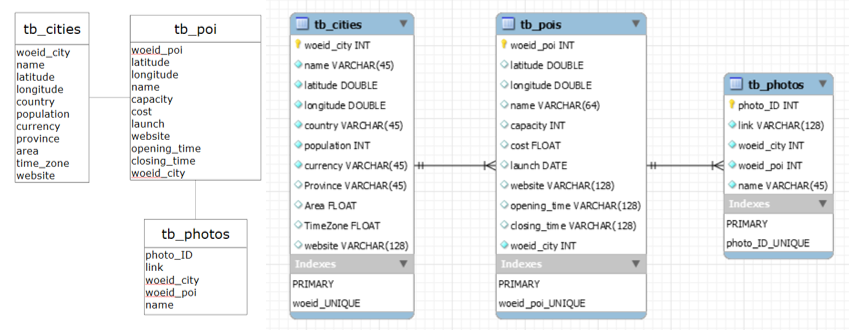 tb_cities
woeid_city
name
latitude
longitude
country
population
currency
province
area
time_zone
website
tb_poi
woeid_poi
latitude
longitude
name
capacity
cost
launch
website
opening_time
closing_time
woeid_city
tb_photos
photo_ID
link
woeid_city
woeid_poi
name
tb_cities
woeid_city INT
name VARCHAR(45)
latitude DOUBLE
longitude DOUBLE
country VARCHAR(45)
population INT
currency VARCHAR(45)
Province VARCHAR(45)
Area FLOAT
TimeZone FLOAT
website VARCHAR(128)
Indexes
PRIMARY
woeid_UNIQUE
tb_pois
woeid_poi INT
latitude DOUBLE
longitude DOUBLE
name VARCHAR(64)
capacity INT
cost FLOAT
launch DATE
website VARCHAR(128)
opening_time VARCHAR(128)
closing_time VARCHAR(128)
woeid_city INT
Indexes
PRIMARY
woeid_poi_UNIQUE
tb_photos
photo_ID INT
link VARCHAR(128)
woeid_city INT
woeid_poi INT
name VARCHAR(45)
Indexes
PRIMARY
photo_ID_UNIQUE